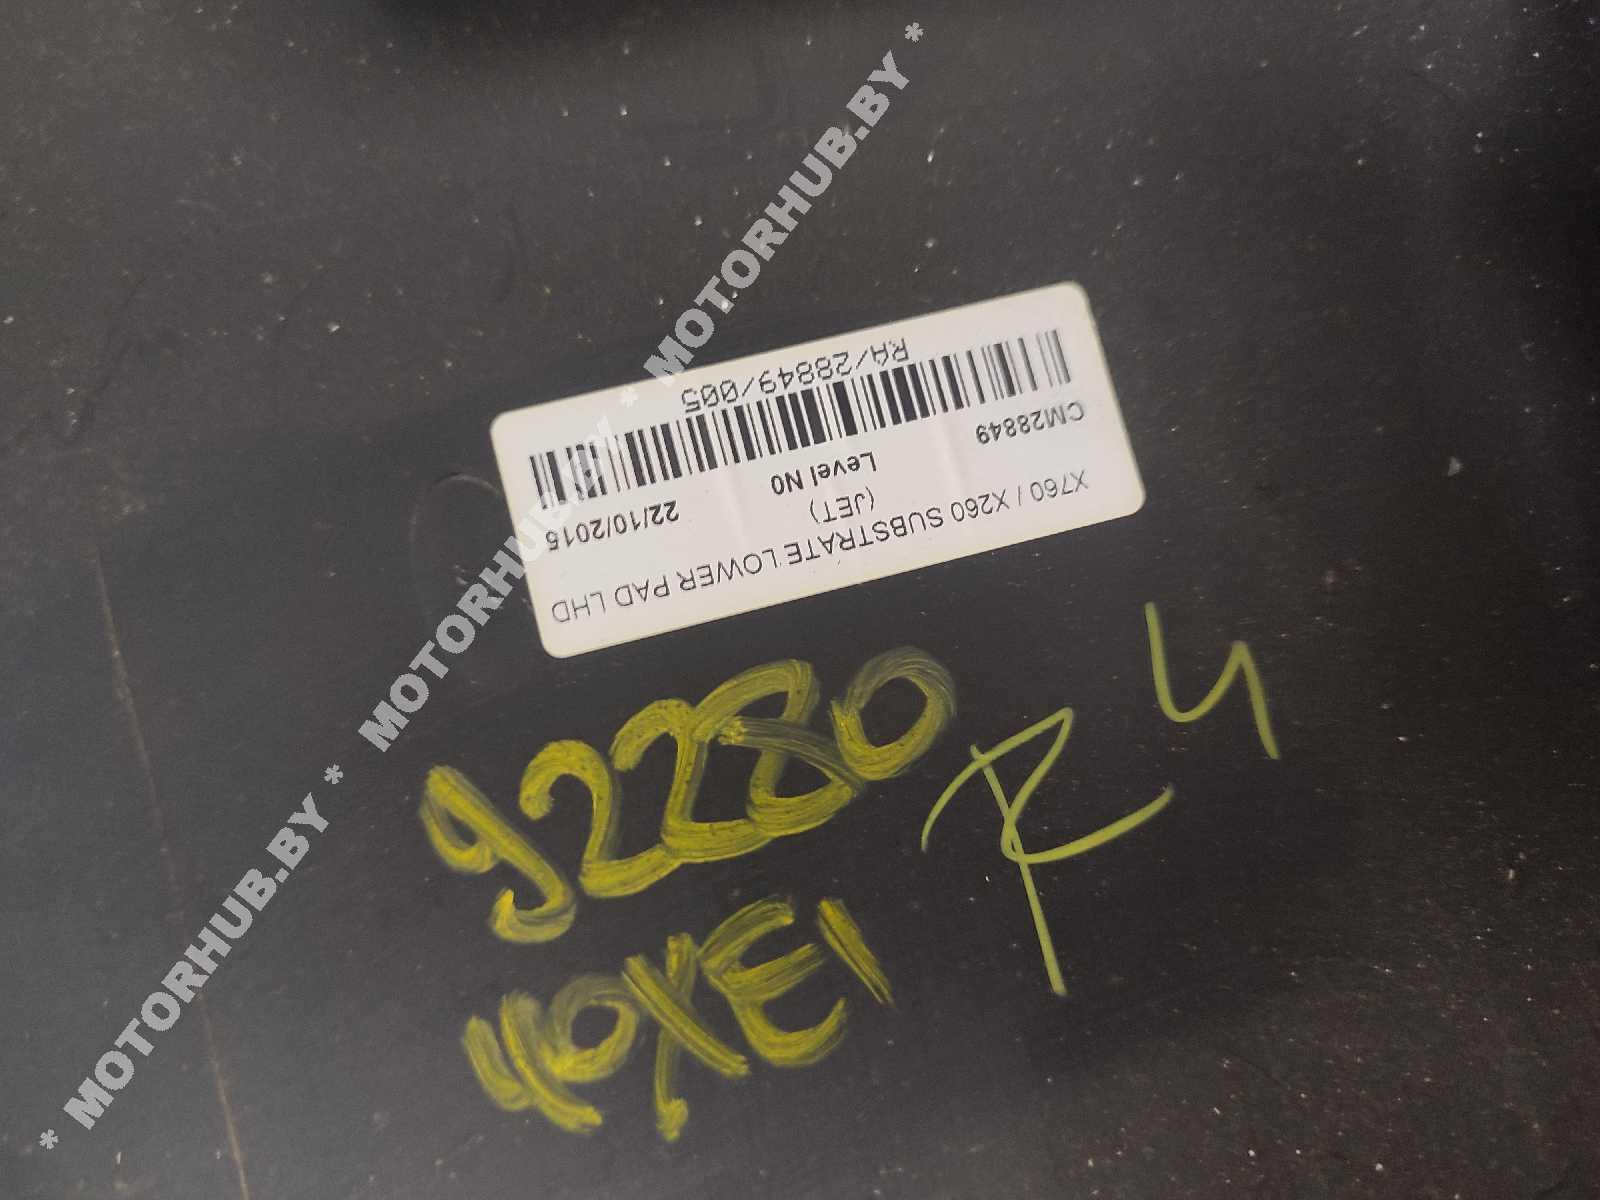 * MOTORHUB.BY * MOTORHUB.BY * MOTORHUB.BY *
X760 / X260 SUBSTRATE LOWER PAD LHD
(JET)
CM28849 Level N0 22/10/2015
RA/28849/005
92280
40XE1
R4